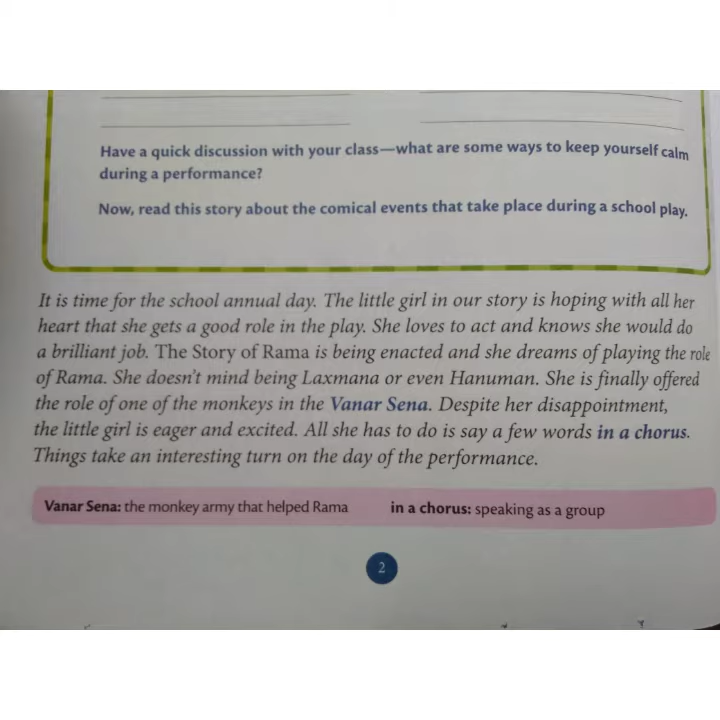 Have a quick discussion with your class—what are some ways to keep yourself calm
during a performance?
Now, read this story about the comical events that take place during a school play.
It is time for the school annual day. The little girl in our story is hoping with all her
heart that she gets a good role in the play. She loves to act and knows she would do
a brilliant job. The Story of Rama is being enacted and she dreams of playing the role
of Rama. She doesn't mind being Laxmana or even Hanuman. She is finally offered
the role of one of the monkeys in the Vanar Sena. Despite her disappointment,
the little girl is eager and excited. All she has to do is say a few words in a chorus.
Things take an interesting turn on the day of the performance.
Vanar Sena: the monkey army that helped Rama in a chorus: speaking as a group
2